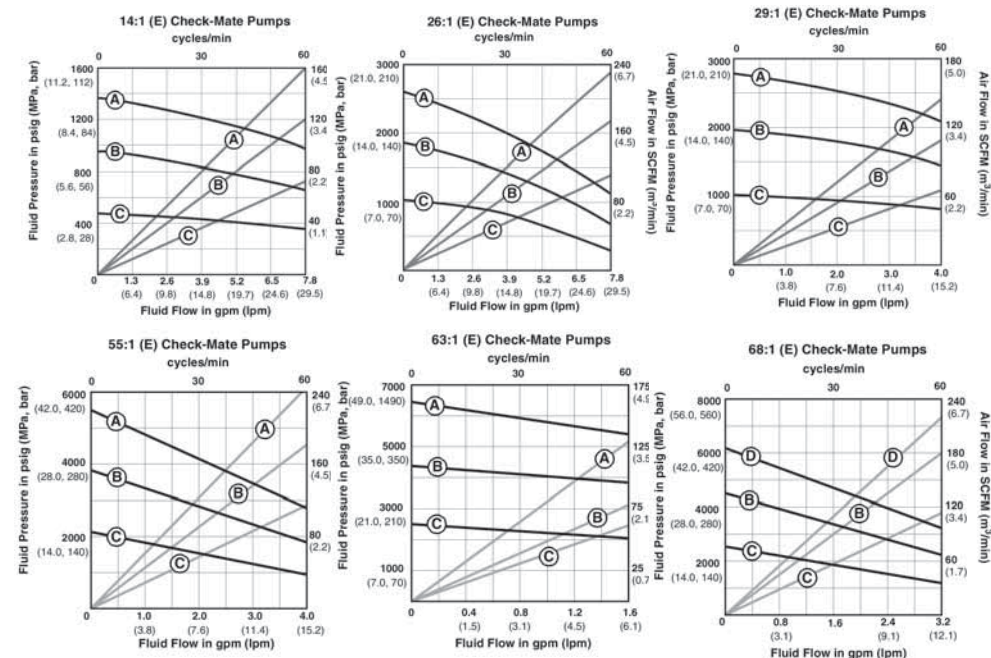 14:1 (E) Check-Mate Pumps
cycles/min
0 30 60
Fluid Pressure in psig (MPa, bar)
1600
(11.2, 112)
1200
(8.4, 84)
800
(5.6, 56)
400
(2.8, 28)
A
B
C
A
B
C
160
(4.5
120
(3.4
80
(2.2
40
(1.1
0 1.3 2.6 3.9 5.2 6.5 7.8
(6.4) (9.8) (14.8) (19.7) (24.6) (29.5)
Fluid Flow in gpm (lpm)
26:1 (E) Check-Mate Pumps
cycles/min
0 30 60
Fluid Pressure in psig (MPa, bar)
3000
(21.0, 210)
2000
(14.0, 140)
1000
(7.0, 70)
A
B
C
A
B
C
240
(6.7)
160
(4.5)
80
(2.2)
Air Flow in SCFM (m³/min)
0 1.3 2.6 3.9 5.2 6.5 7.8
(6.4) (9.8) (14.8) (19.7) (24.6) (29.5)
Fluid Flow in gpm (lpm)
29:1 (E) Check-Mate Pumps
cycles/min
0 30 60
Fluid Pressure in psig (MPa, bar)
3000
(21.0, 210)
2000
(14.0, 140)
1000
(7.0, 70)
A
B
C
A
B
C
180
(5.0)
120
(3.4)
60
(2.2)
Air Flow in SCFM (m³/min)
0 1.0 2.0 3.0 4.0
(3.8) (7.6) (11.4) (15.2)
Fluid Flow in gpm (lpm)
55:1 (E) Check-Mate Pumps
cycles/min
0 30 60
Fluid Pressure in psig (MPa, bar)
6000
(42.0, 420)
4000
(28.0, 280)
2000
(14.0, 140)
A
B
C
A
B
C
240
(6.7
160
(4.5)
80
(2.2)
0 1.0 2.0 3.0 4.0
(3.8) (7.6) (11.4) (15.2)
Fluid Flow in gpm (lpm)
63:1 (E) Check-Mate Pumps
cycles/min
0 30 60
Fluid Pressure in psig (MPa, bar)
7000
(49.0, 1490)
5000
(35.0, 350)
3000
(21.0, 210)
1000
(7.0, 70)
A
B
C
A
B
C
175
(4.9
125
(3.5
75
(2.1
25
(0.7
0 0.4 0.8 1.2 1.6
(1.5) (3.1) (4.5) (6.1)
Fluid Flow in gpm (lpm)
68:1 (E) Check-Mate Pumps
cycles/min
0 30 60
Fluid Pressure in psig (MPa, bar)
8000
(56.0, 560)
6000
(42.0, 420)
4000
(28.0, 280)
2000
(14.0, 140)
D
B
C
D
B
C
240
(6.7)
180
(5.0)
120
(3.4)
60
(1.7)
Air Flow in SCFM (m³/min)
0 0.8 1.6 2.4 3.2
(3.1) (9.1) (12.1)
Fluid Flow in gpm (lpm)